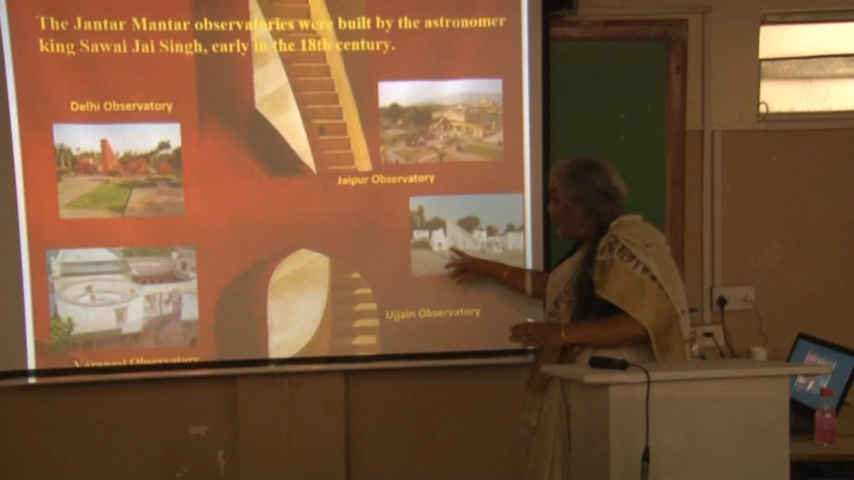 The Jantar Mantar observatories were built by the astronomer
king Sawai Jai Singh, early in the 18th century.
Delhi Observatory
Jaipur Observatory
Ujjain Observatory
Observatory